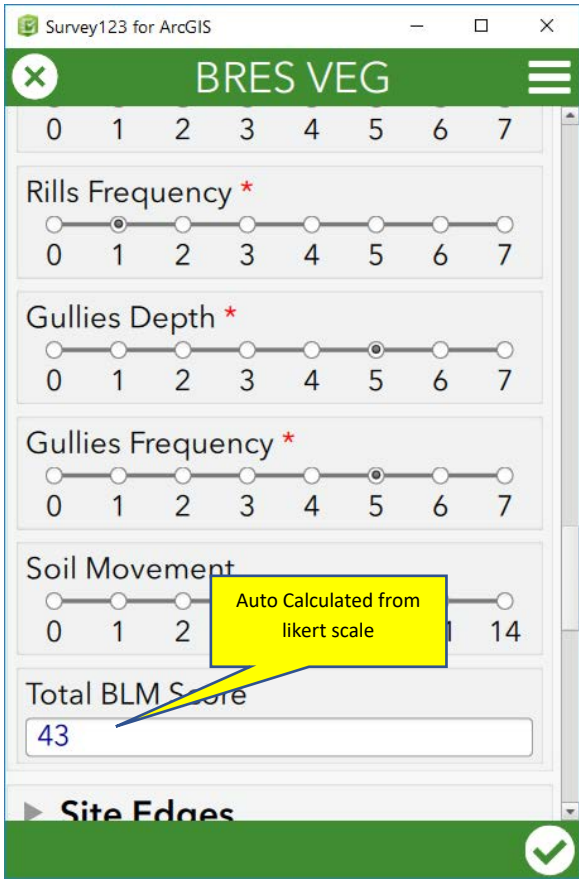 Survey123 for ArcGIS
BRES VEG
0 1 2 3 4 5 6 7
Rills Frequency *
0 1 2 3 4 5 6 7
Gullies Depth *
0 1 2 3 4 5 6 7
Gullies Frequency *
0 1 2 3 4 5 6 7
Soil Movement
0 1 2 14
Auto Calculated from
likert scale
Total BLM Score
43
Site Edges